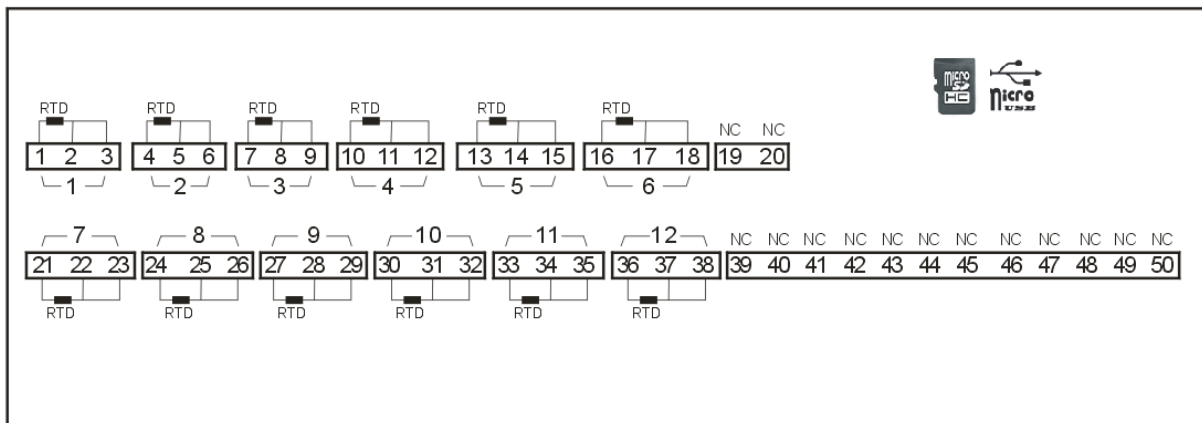 micro
SD
HC
Micro
USB
RTD RTD RTD RTD RTD RTD
NC NC
1 2 3 4 5 6 7 8 9 10 11 12 13 14 15 16 17 18 19 20
1 2 3 4 5 6
7 8 9 10 11 12
NC NC NC NC NC NC NC NC NC NC NC NC
21 22 23 24 25 26 27 28 29 30 31 32 33 34 35 36 37 38 39 40 41 42 43 44 45 46 47 48 49 50
RTD RTD RTD RTD RTD RTD